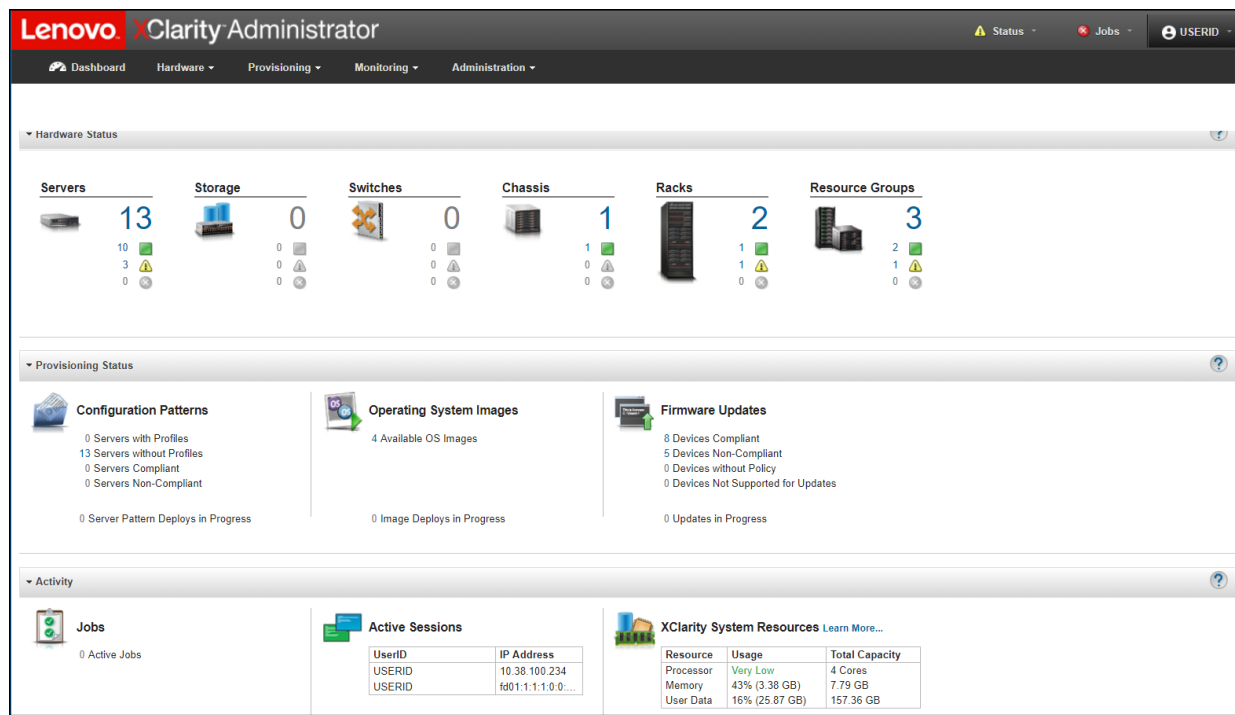 Lenovo. XClarity Administrator
Status Jobs USERID
Dashboard Hardware Provisioning Monitoring Administration
Hardware Status ?
Servers Storage Switches Chassis Racks Resource Groups
13 0 0 1 2 3
10 0 0 1 1 2
3 0 0 0 1 1
0 0 0 0 0 0
Provisioning Status ?
Configuration Patterns
0 Servers with Profiles
13 Servers without Profiles
0 Servers Compliant
0 Servers Non-Compliant
0 Server Pattern Deploys in Progress
OS OS
Operating System Images
4 Available OS Images
0 Image Deploys in Progress
Firmware Updates
8 Devices Compliant
5 Devices Non-Compliant
0 Devices without Policy
0 Devices Not Supported for Updates
0 Updates in Progress
Activity ?
Jobs
0 Active Jobs
Active Sessions
UserID IP Address
USERID 10.38.100.234
USERID fd01:1:1:1:0:0:...
XClarity System Resources Learn More...
Resource Usage Total Capacity
Processor Very Low 4 Cores
Memory 43% (3.38 GB) 7.79 GB
User Data 16% (25.87 GB) 157.36 GB